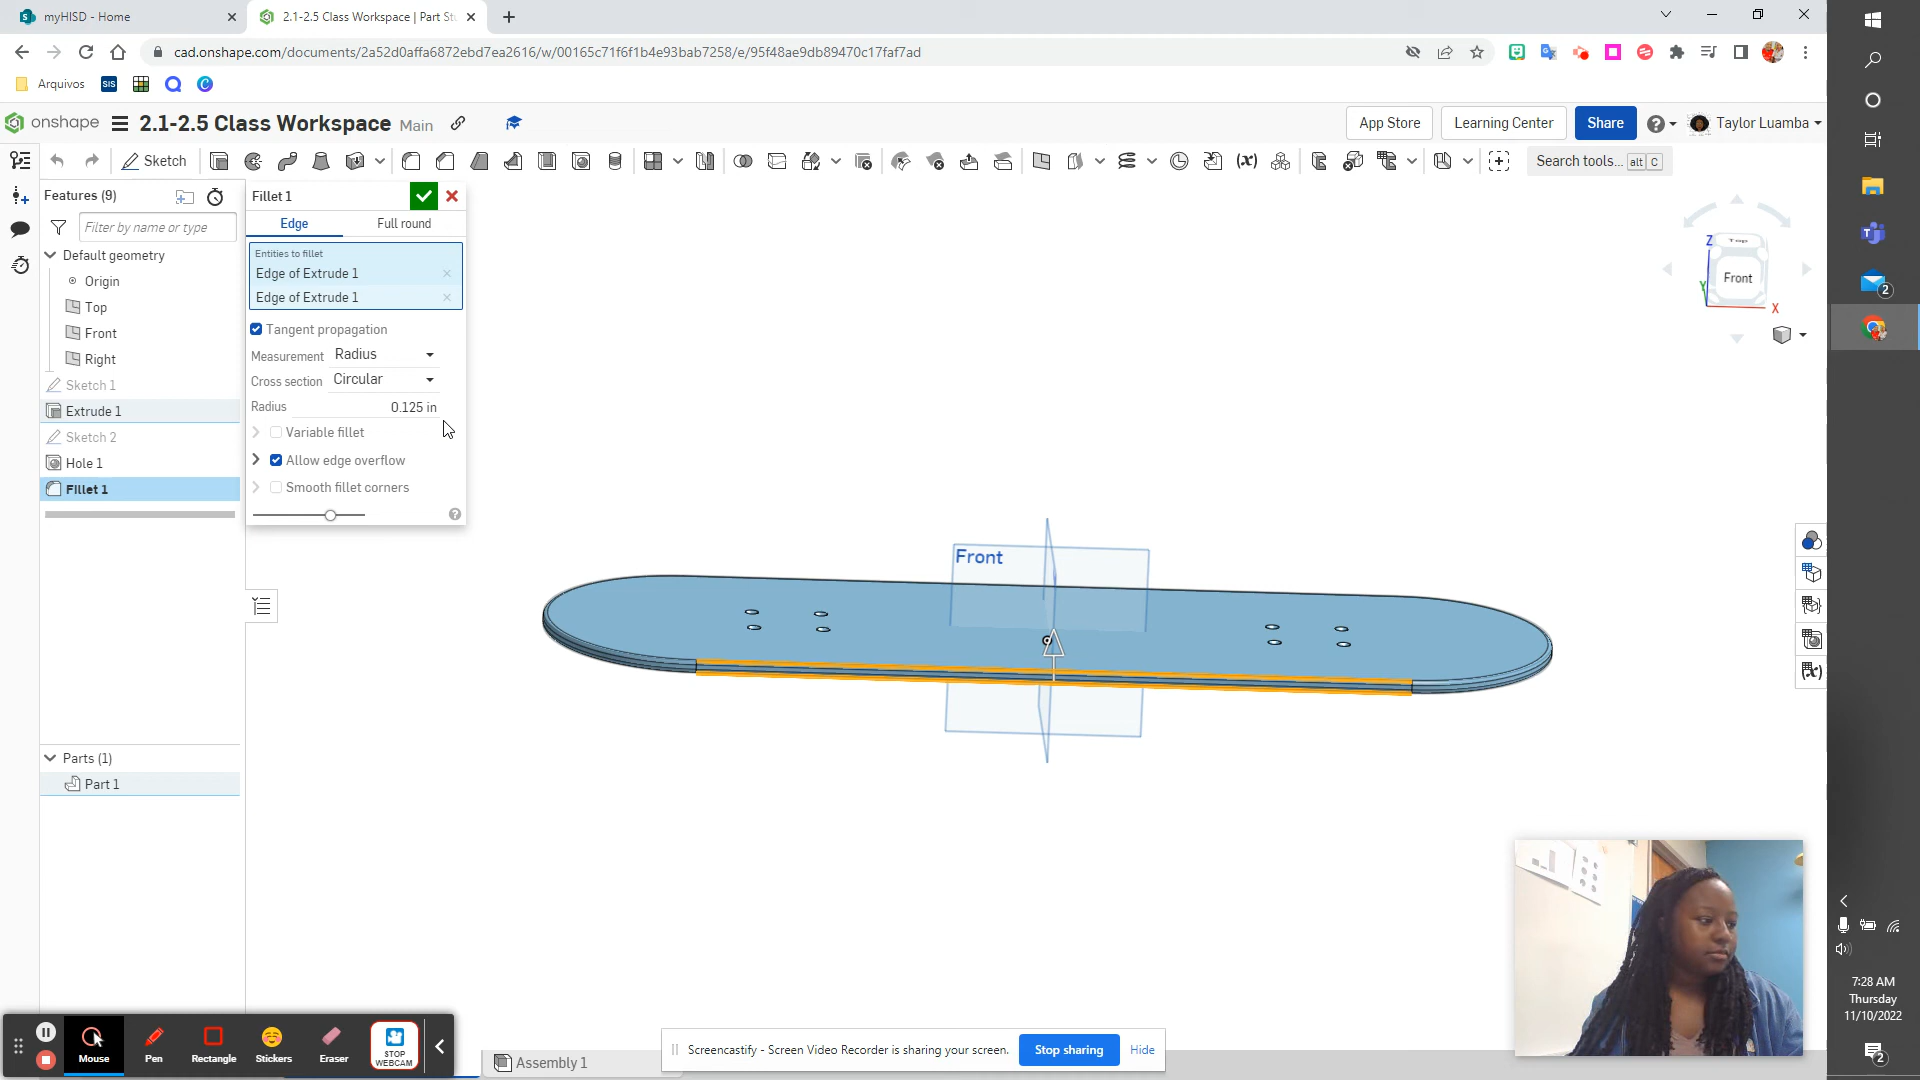 myHISD - Home
2.1-2.5 Class Workspace | Part St
cad.onshape.com/documents/2a52d0affa6872ebd7ea2616/w/00165c71f6f1b4e93bab7258/e/95f48ae9db89470c17faf7ad
Arquivos
SIS
onshape
2.1-2.5 Class Workspace
Main
App Store
Learning Center
Share
Taylor Luamba
Sketch
Search tools...
alt
C
Features (9)
Filter by name or type
Default geometry
Origin
Top
Front
Right
Sketch 1
Extrude 1
Sketch 2
Hole 1
Fillet 1
Parts (1)
Part 1
Fillet 1
Edge
Full round
Entities to fillet
Edge of Extrude 1
Edge of Extrude 1
Tangent propagation
Measurement
Radius
Cross section
Circular
Radius
0.125 in
Variable fillet
Allow edge overflow
Smooth fillet corners
Front
Z
Front
Y
X
2
Mouse
Pen
Rectangle
Stickers
Eraser
STOP
WEBCAM
Assembly 1
Screencastify - Screen Video Recorder is sharing your screen.
Stop sharing
Hide
7:28 AM
Thursday
11/10/2022
2